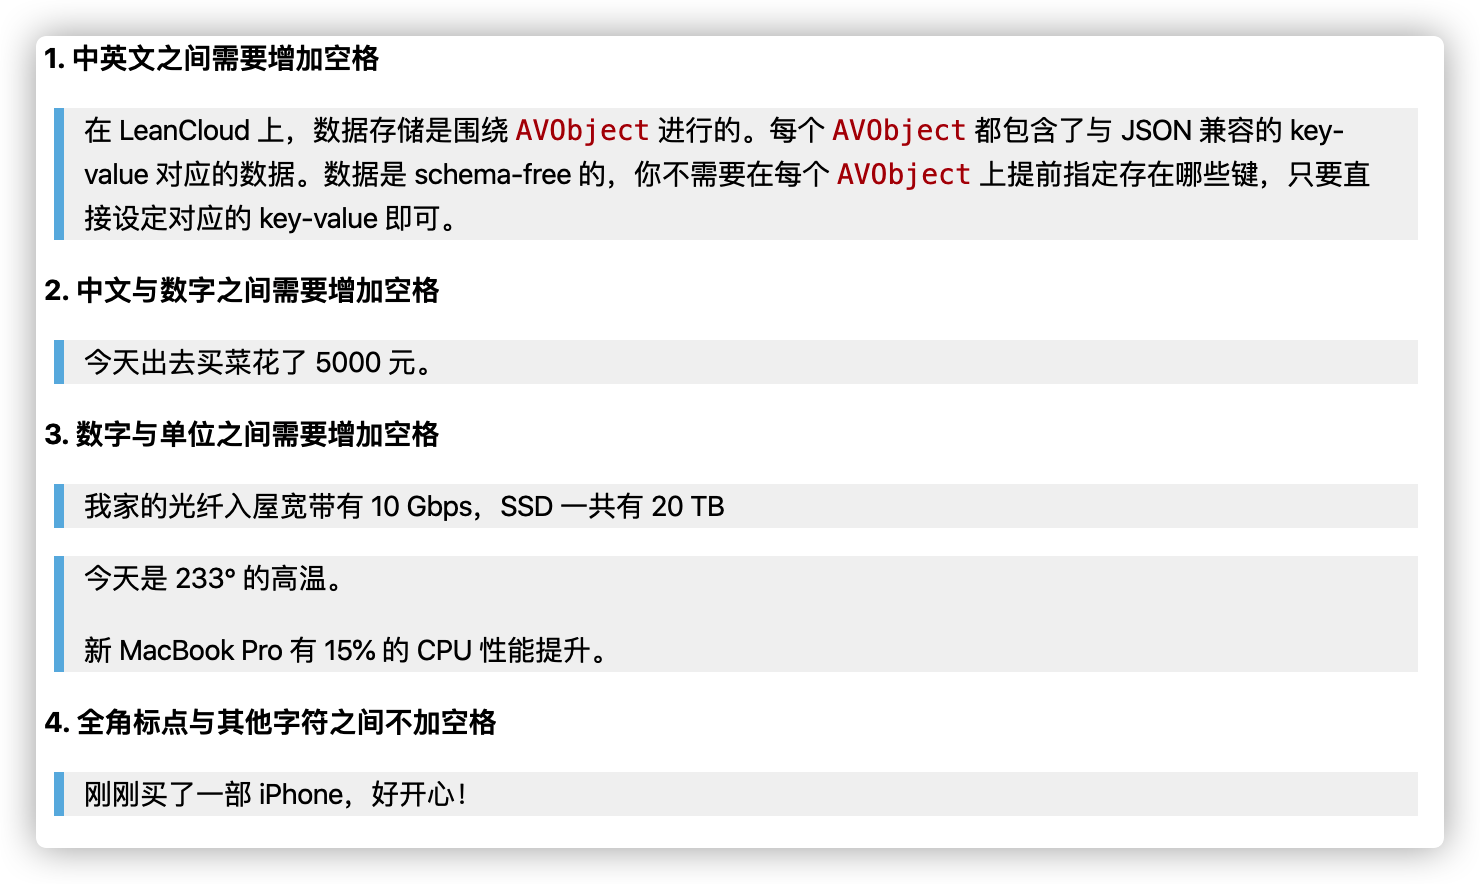 1. 中英文之间需要增加空格
在 LeanCloud 上，数据存储是围绕 AVObject 进行的。每个 AVObject 都包含了与 JSON 兼容的 key-
value 对应的数据。数据是 schema-free 的，你不需要在每个 AVObject 上提前指定存在哪些键，只要直
接设定对应的 key-value 即可。
2. 中文与数字之间需要增加空格
今天出去买菜花了 5000 元。
3. 数字与单位之间需要增加空格
我家的光纤入屋宽带有 10 Gbps，SSD 一共有 20 TB
今天是 233° 的高温。
新 MacBook Pro 有 15% 的 CPU 性能提升。
4. 全角标点与其他字符之间不加空格
刚刚买了一部 iPhone，好开心！